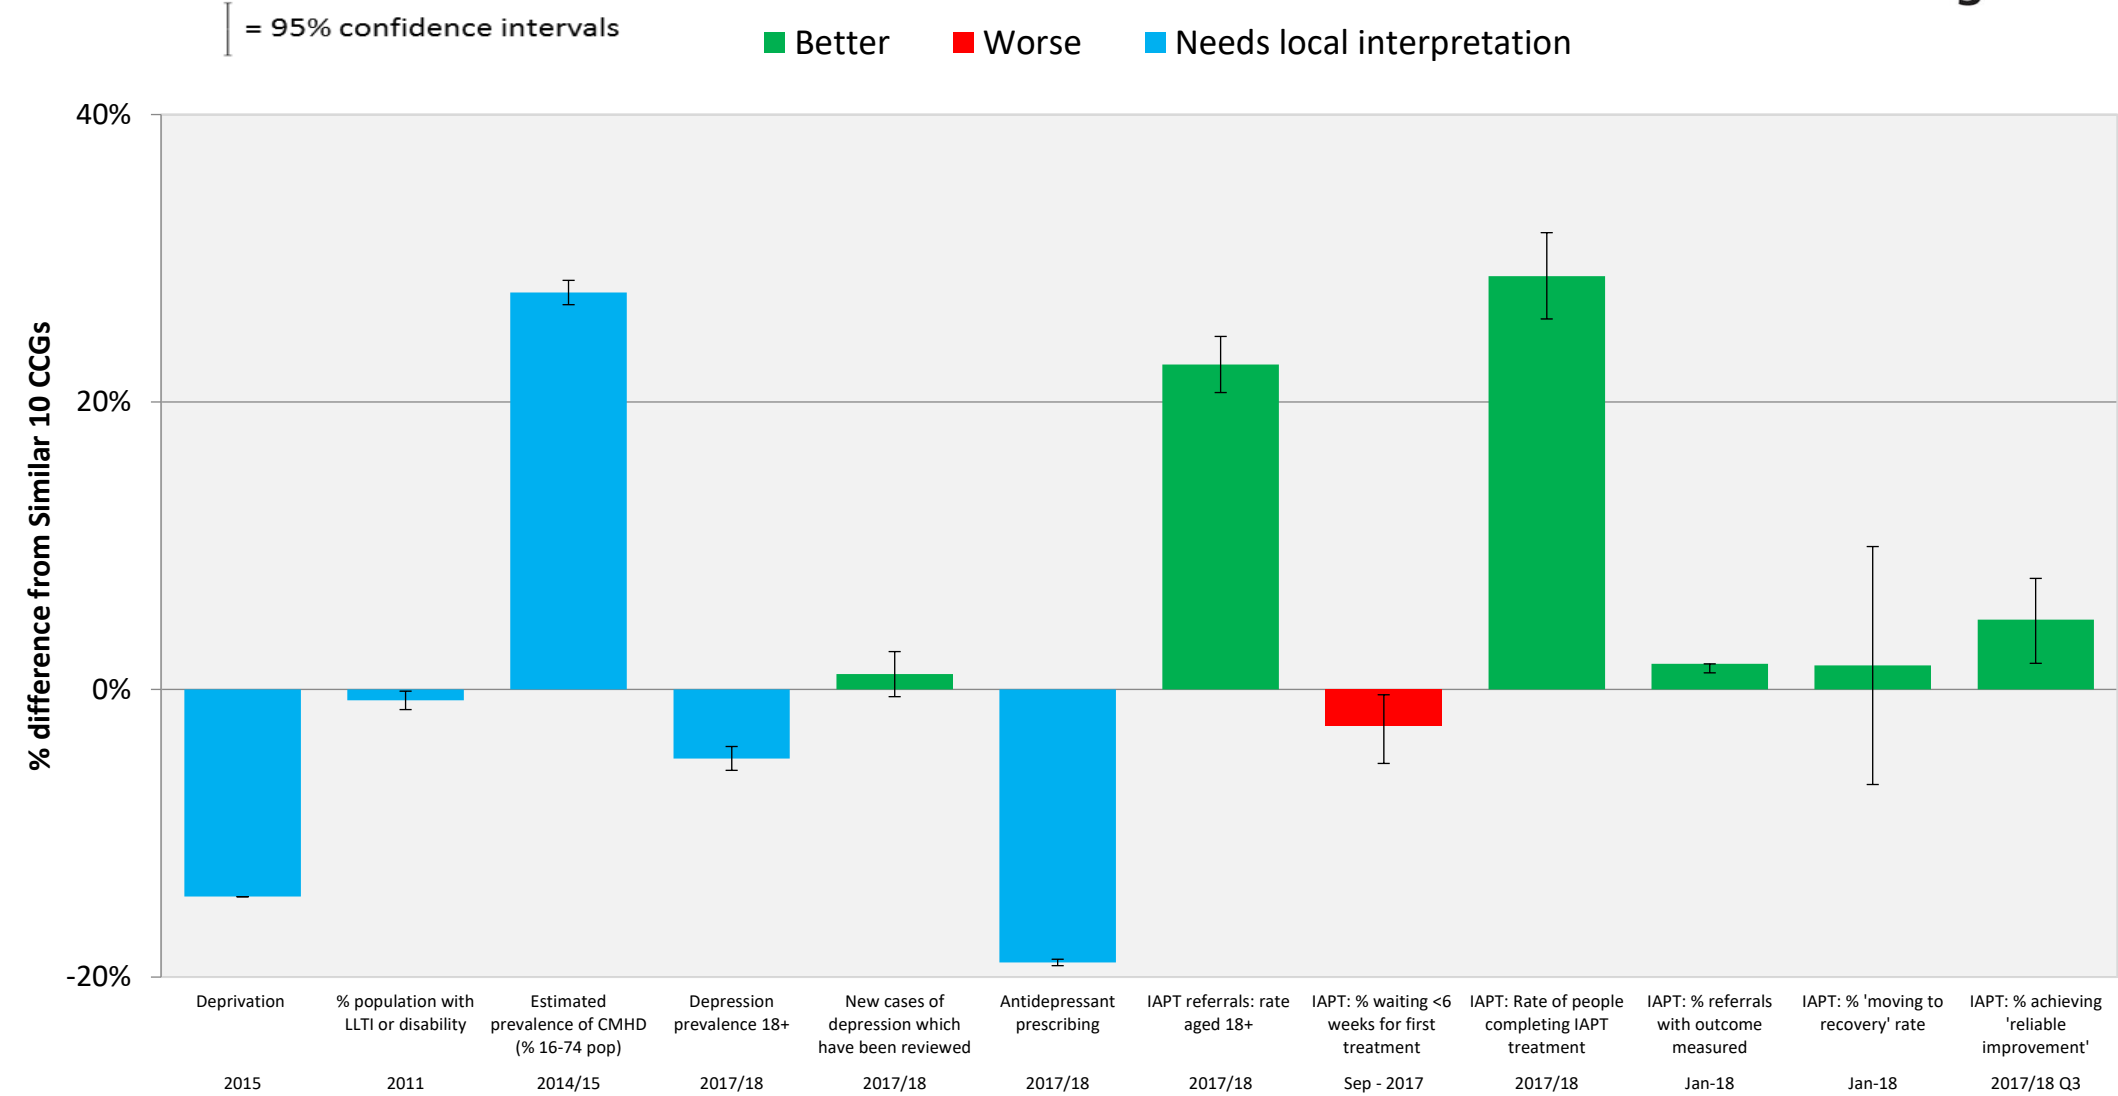 = 95% confidence intervals
Better
Worse
Needs local interpretation
% difference from Similar 10 CCGs
40%
20%
0%
-20%
Deprivation
2015
% population with
LLTI or disability
2011
Estimated
prevalence of CMHD
(% 16-74 pop)
2014/15
Depression
prevalence 18+
2017/18
New cases of
depression which
have been reviewed
2017/18
Antidepressant
prescribing
2017/18
IAPT referrals: rate
aged 18+
2017/18
IAPT: % waiting <6
weeks for first
treatment
Sep - 2017
IAPT: Rate of people
completing IAPT
treatment
2017/18
IAPT: % referrals
with outcome
measured
Jan-18
IAPT: % 'moving to
recovery' rate
Jan-18
IAPT: % achieving
'reliable
improvement'
2017/18 Q3